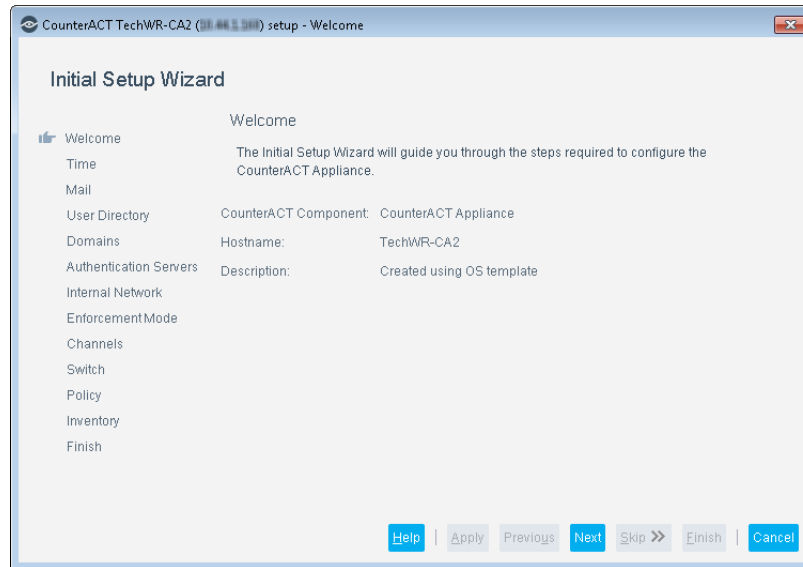 CounterACT TechWR-CA2 ( ) setup - Welcome
Initial Setup Wizard
Welcome
Time
Mail
User Directory
Domains
Authentication Servers
Internal Network
Enforcement Mode
Channels
Switch
Policy
Inventory
Finish
Welcome
The Initial Setup Wizard will guide you through the steps required to configure the
CounterACT Appliance.
CounterACT Component: CounterACT Appliance
Hostname: TechWR-CA2
Description: Created using OS template
Help | Apply Previous Next Skip >> Finish | Cancel